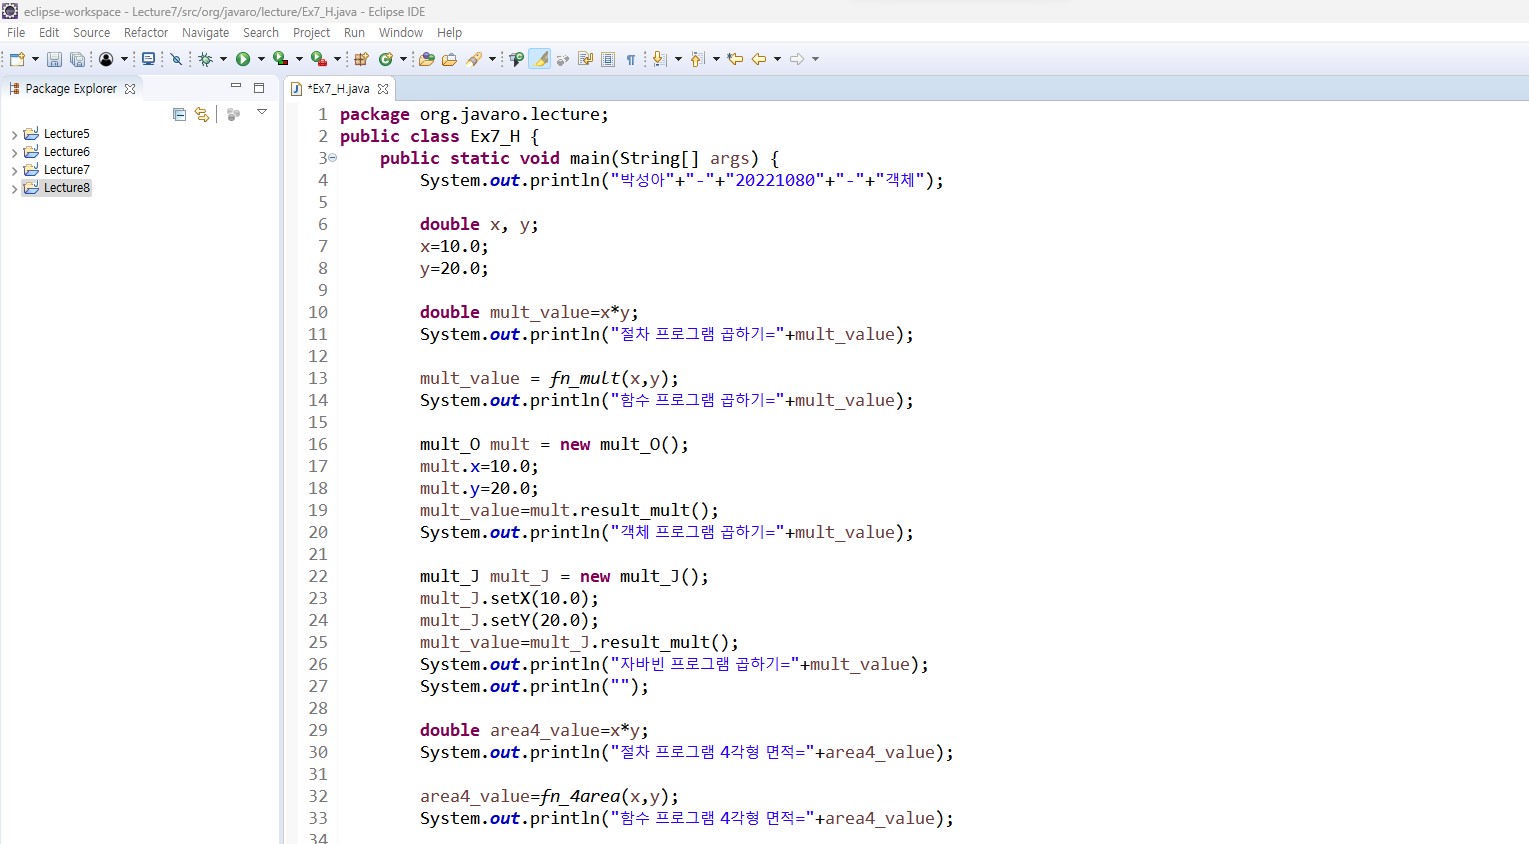 eclipse-workspace - Lecture7/src/org/javaro/lecture/Ex7_H.java - Eclipse IDE
File Edit Source Refactor Navigate Search Project Run Window Help
Package Explorer
*Ex7_H.java
Lecture5
Lecture6
Lecture7
Lecture8
1 package org.javaro.lecture;
2 public class Ex7_H {
3 public static void main(String[] args) {
4 System.out.println("박성아"+"-"+"20221080"+"-"+"객체");
5
6 double x, y;
7 x=10.0;
8 y=20.0;
9
10 double mult_value=x*y;
11 System.out.println("절차 프로그램 곱하기="+mult_value);
12
13 mult_value = fn_mult(x,y);
14 System.out.println("함수 프로그램 곱하기="+mult_value);
15
16 mult_O mult = new mult_O();
17 mult.x=10.0;
18 mult.y=20.0;
19 mult_value=mult.result_mult();
20 System.out.println("객체 프로그램 곱하기="+mult_value);
21
22 mult_J mult_J = new mult_J();
23 mult_J.setX(10.0);
24 mult_J.setY(20.0);
25 mult_value=mult_J.result_mult();
26 System.out.println("자바빈 프로그램 곱하기="+mult_value);
27 System.out.println("");
28
29 double area4_value=x*y;
30 System.out.println("절차 프로그램 4각형 면적="+area4_value);
31
32 area4_value=fn_4area(x,y);
33 System.out.println("함수 프로그램 4각형 면적="+area4_value);
34